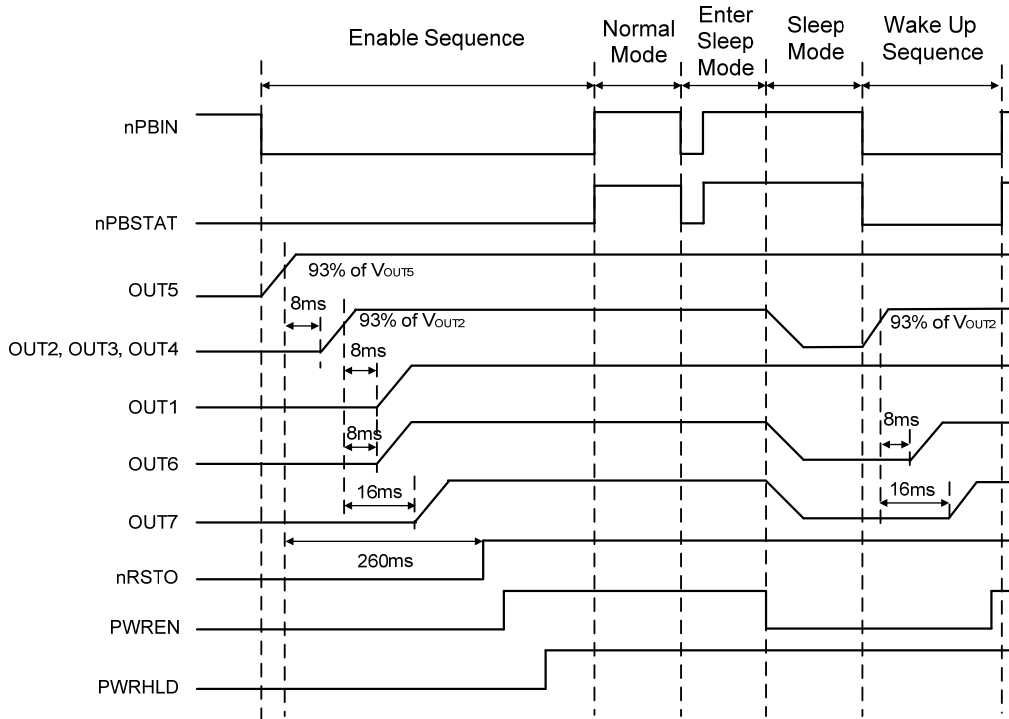 Enable Sequence
Normal
Mode
Enter
Sleep
Mode
Sleep
Mode
Wake Up
Sequence
nPBIN
nPBSTAT
93% of VOUT5
OUT5
8ms
93% of VOUT2
93% of VOUT2
OUT2, OUT3, OUT4
8ms
OUT1
8ms
8ms
OUT6
16ms
16ms
OUT7
260ms
nRSTO
PWREN
PWRHLD